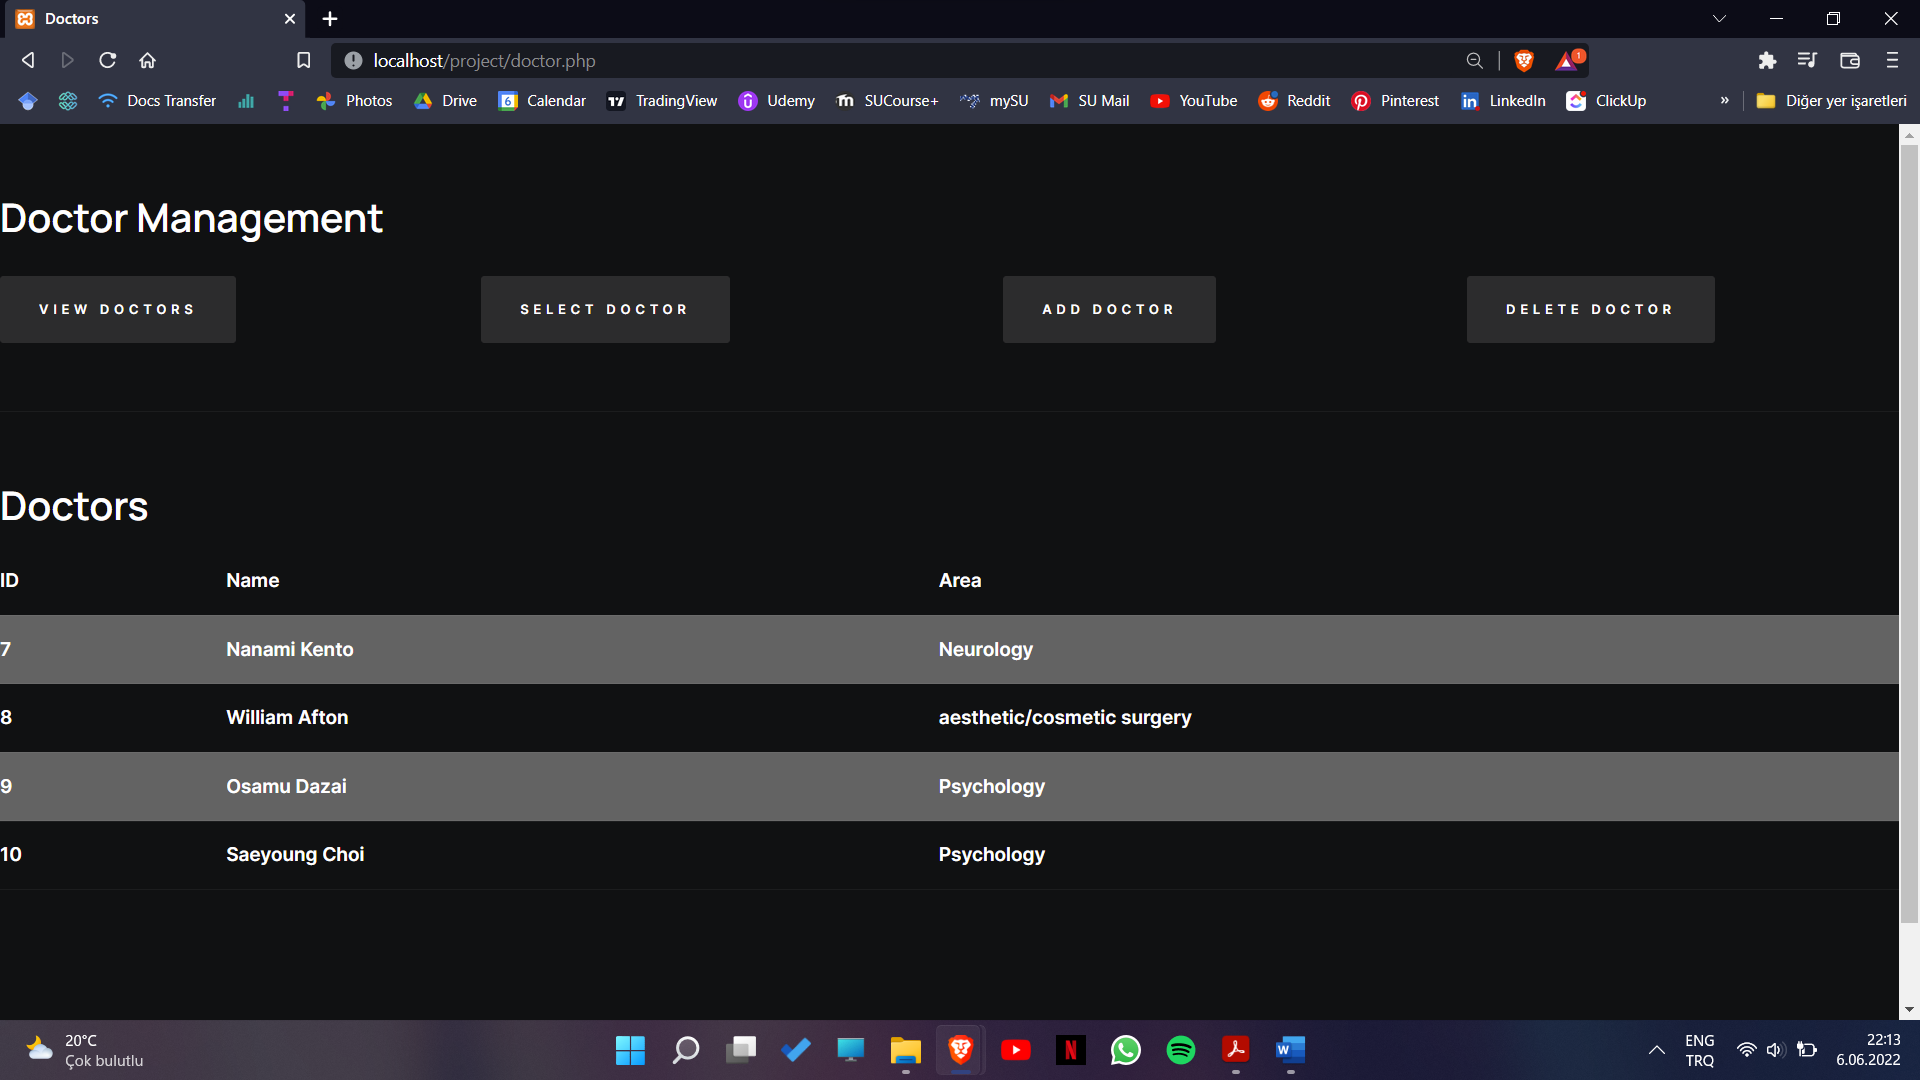 Doctors
localhost/project/doctor.php
1
Docs Transfer
Photos
Drive
6
Calendar
TradingView
Udemy
SUCourse+
mySU
SU Mail
YouTube
Reddit
Pinterest
LinkedIn
ClickUp
»
Diğer yer işaretleri
Doctor Management
VIEW DOCTORS
SELECT DOCTOR
ADD DOCTOR
DELETE DOCTOR
Doctors
ID Name Area
7 Nanami Kento Neurology
8 William Afton aesthetic/cosmetic surgery
9 Osamu Dazai Psychology
10 Saeyoung Choi Psychology
20°C
Çok bulutlu
ENG
TRQ
22:13
6.06.2022